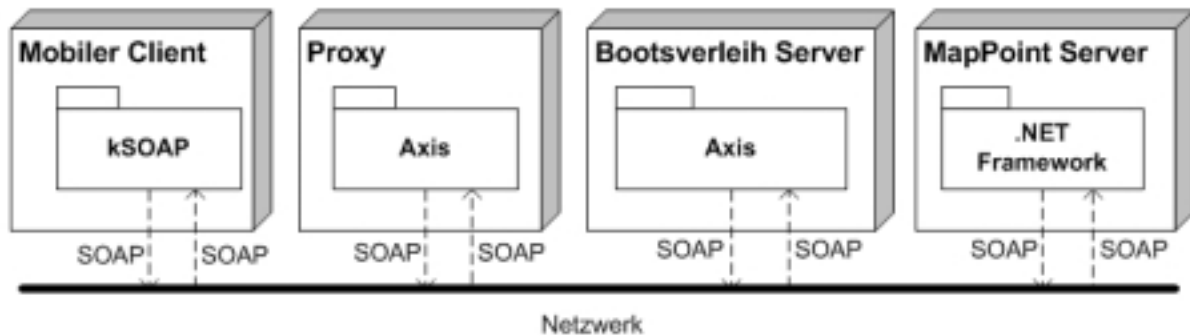 Mobiler Client
Proxy
Bootsverleih Server
MapPoint Server
kSOAP
Axis
Axis
.NET
Framework
SOAP
SOAP
SOAP
SOAP
SOAP
SOAP
SOAP
SOAP
Netzwerk